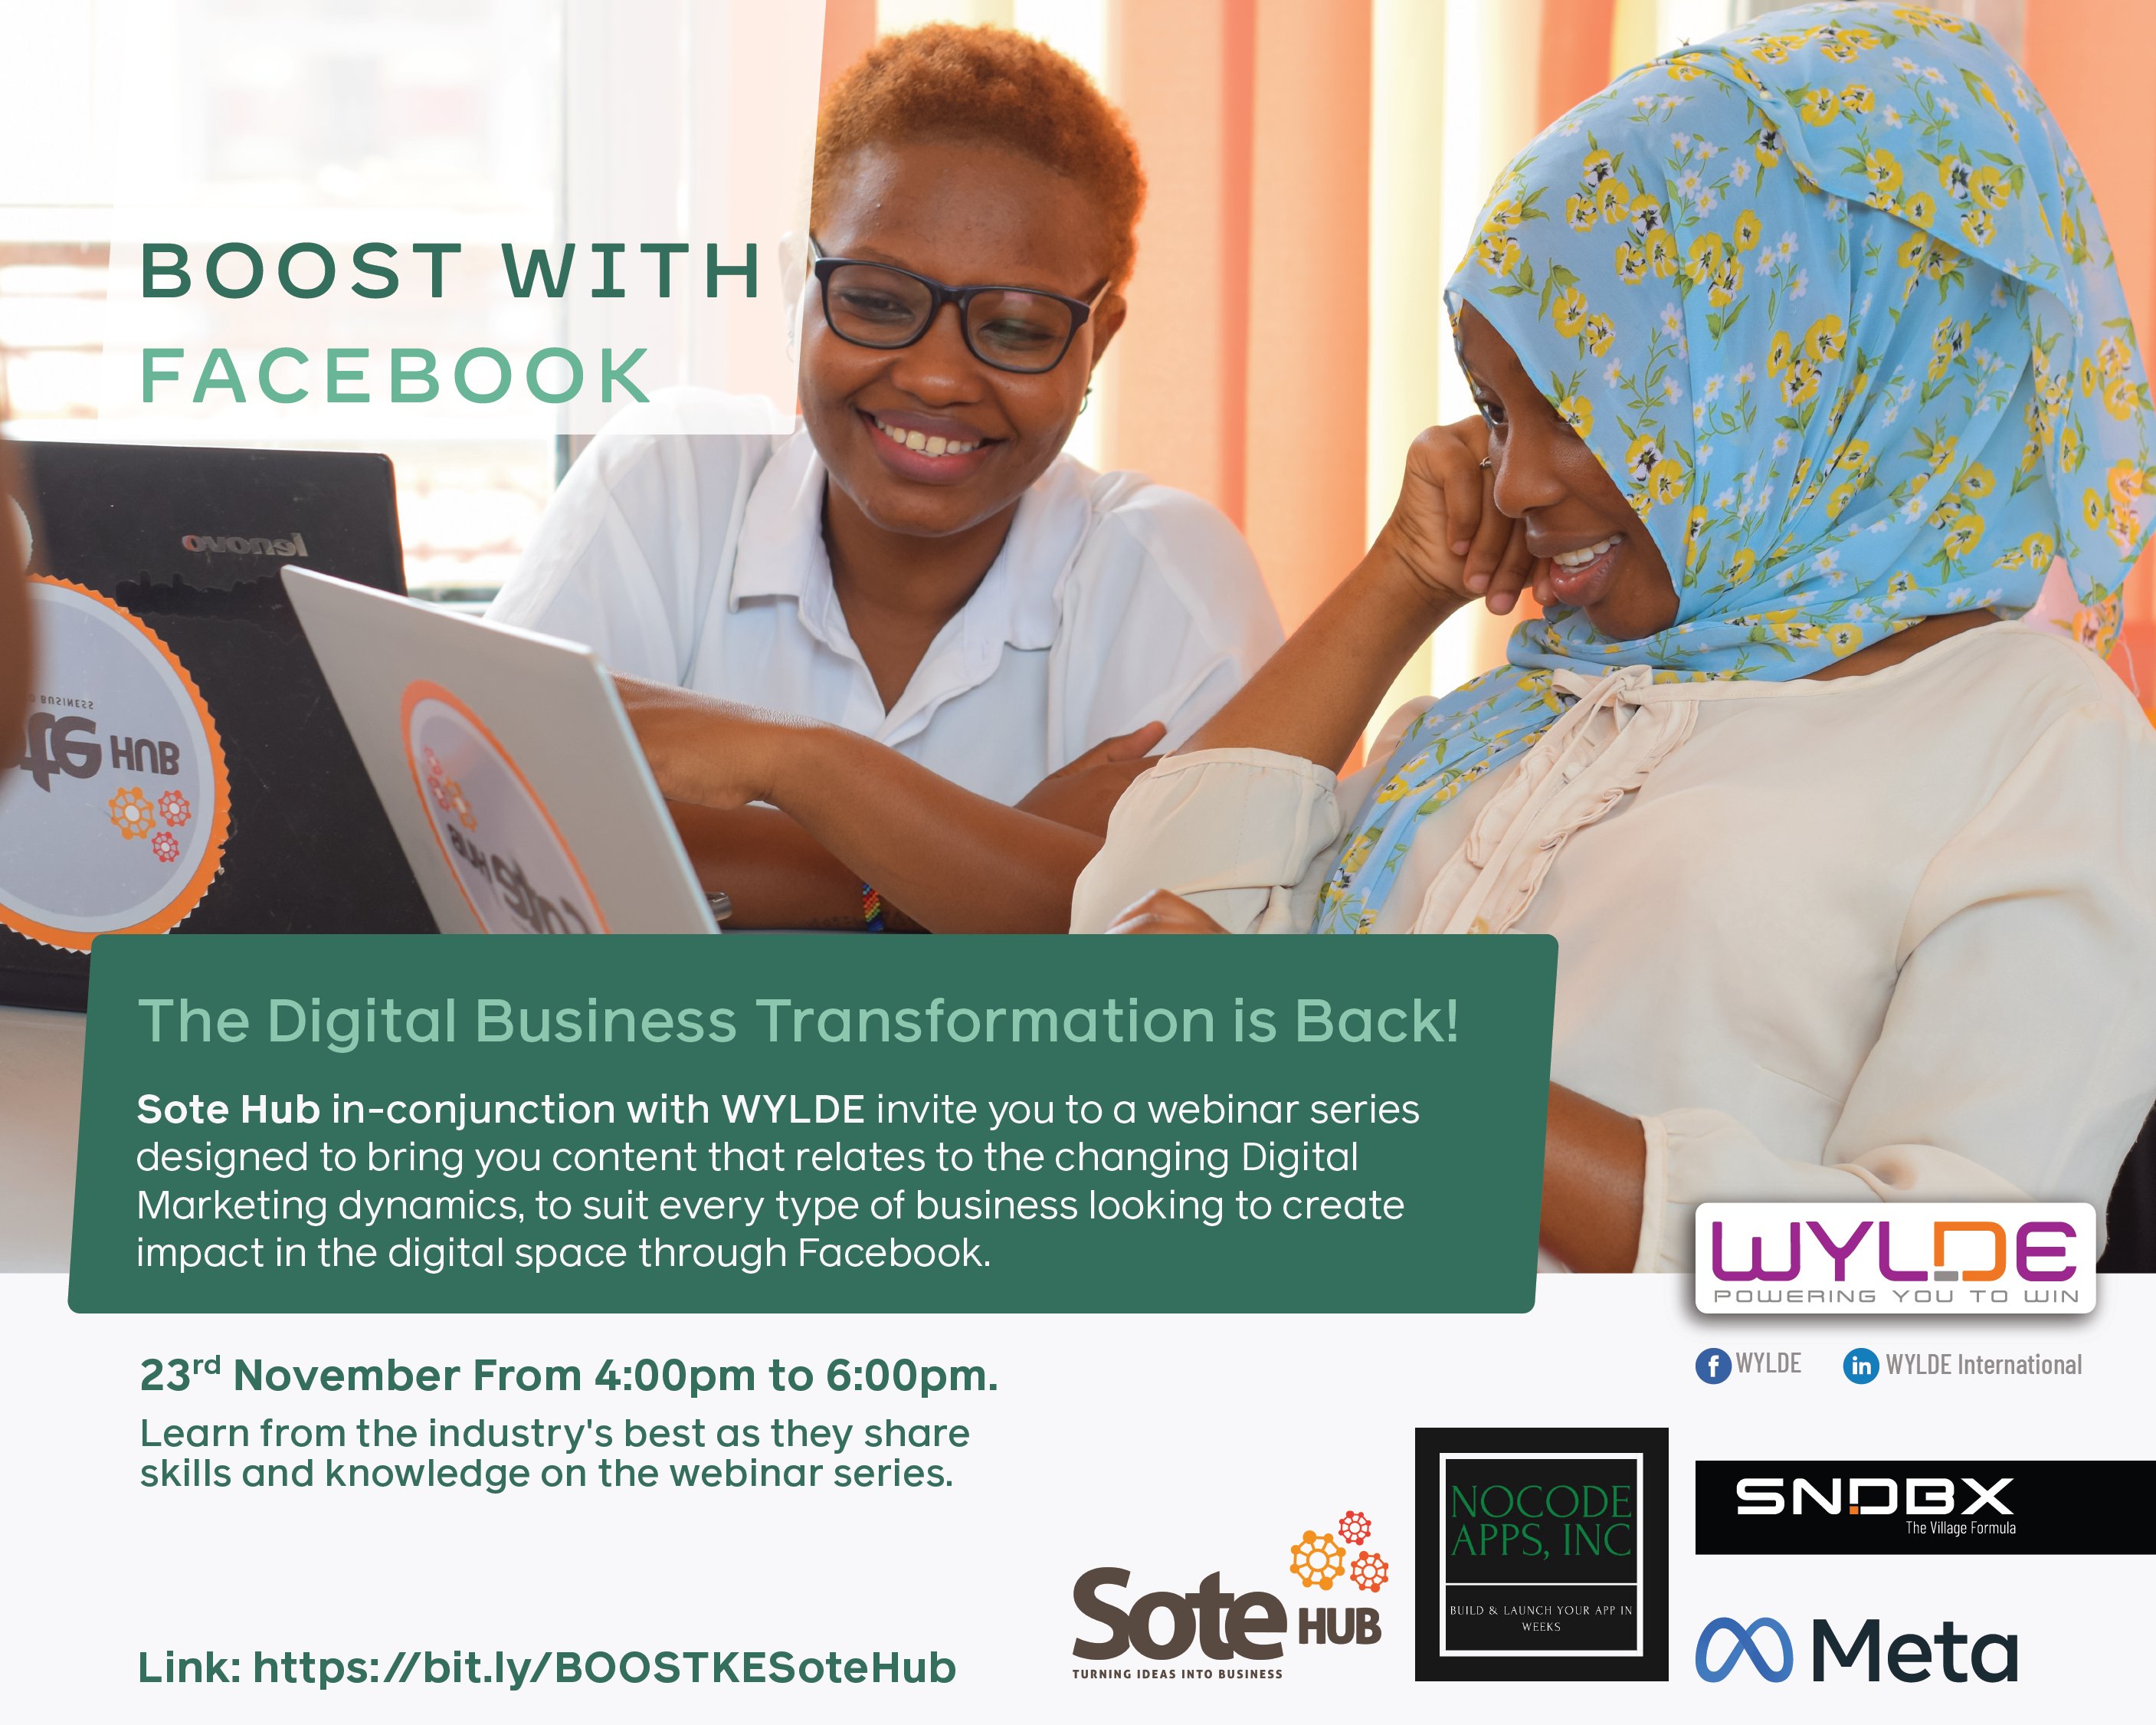 BOOST WITH
FACEBOOK
lenovo
BUSINESS
te HUB
Sote HUB
The Digital Business Transformation is Back!
Sote Hub in-conjunction with WYLDE invite you to a webinar series
designed to bring you content that relates to the changing Digital
Marketing dynamics, to suit every type of business looking to create
impact in the digital space through Facebook.
WYLDE
POWERING YOU TO WIN
WYLDE
WYLDE International
23rd November From 4:00pm to 6:00pm.
Learn from the industry's best as they share
skills and knowledge on the webinar series.
Link: https://bit.ly/BOOSTKESoteHub
Sote HUB
TURNING IDEAS INTO BUSINESS
NOCODE
APPS, INC
BUILD & LAUNCH YOUR APP IN
WEEKS
SNDBX
The Village Formula
Meta